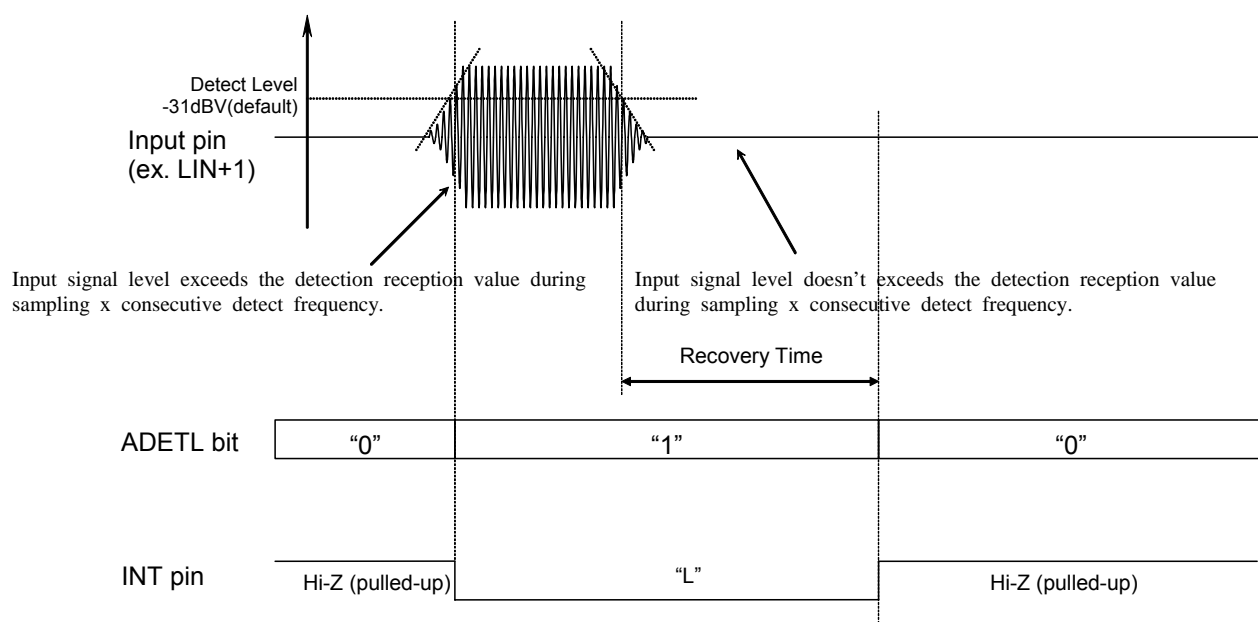 Detect Level
-31dBV(default)
Input pin
(ex. LIN+1)
Input signal level exceeds the detection reception value during
sampling x consecutive detect frequency.
Input signal level doesn’t exceeds the detection reception value
during sampling x consecutive detect frequency.
Recovery Time
ADETL bit
“0”
“1”
“0”
INT pin
Hi-Z (pulled-up)
“L”
Hi-Z (pulled-up)